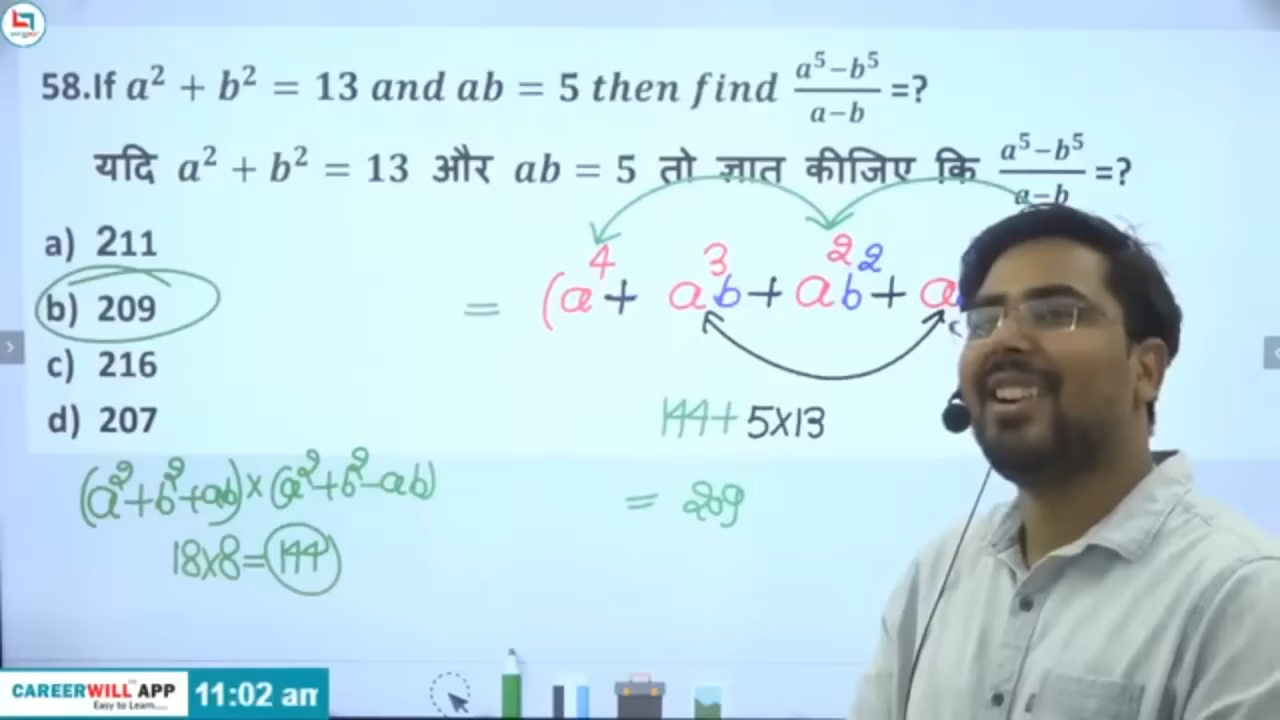 58.If a² + b² = 13 and ab = 5 then find (a⁵−b⁵)/(a−b) =?
यदि a² + b² = 13 और ab = 5 तो ज्ञात कीजिए कि (a⁵−b⁵)/(a−b) =?
a) 211
b) 209
c) 216
d) 207
= (a⁴ + a³b + a²b² + a
144 + 5×13
= 209
(a²+b²+ab)×(a²+b²-ab)
18×8=144
CAREERWILL APP
Easy to Learn.....
11:02 am